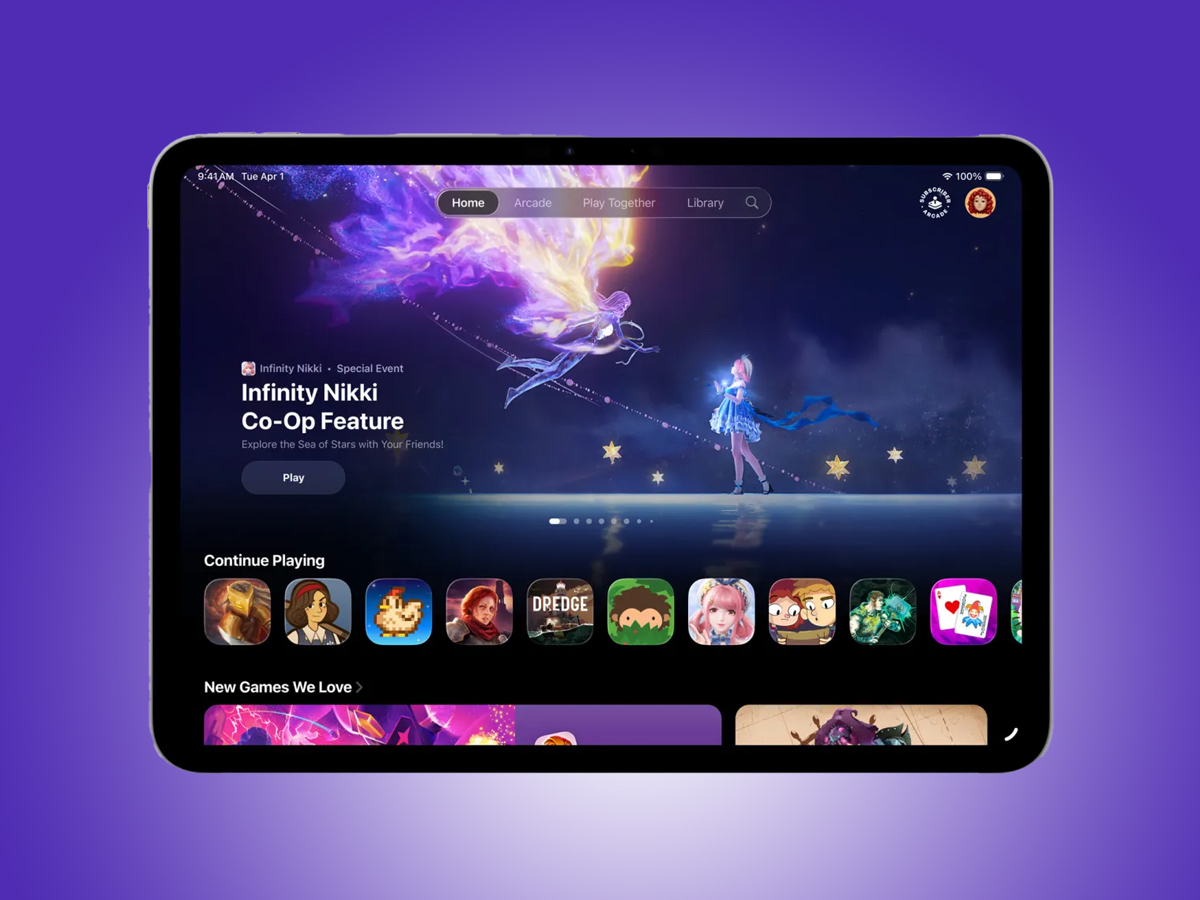 9:41 AM Tue Apr 1
100%
Home
Arcade
Play Together
Library
SUBSCRIBER
ARCADE
Infinity Nikki • Special Event
Infinity Nikki
Co-Op Feature
Explore the Sea of Stars with Your Friends!
Play
Continue Playing
DREDGE
New Games We Love